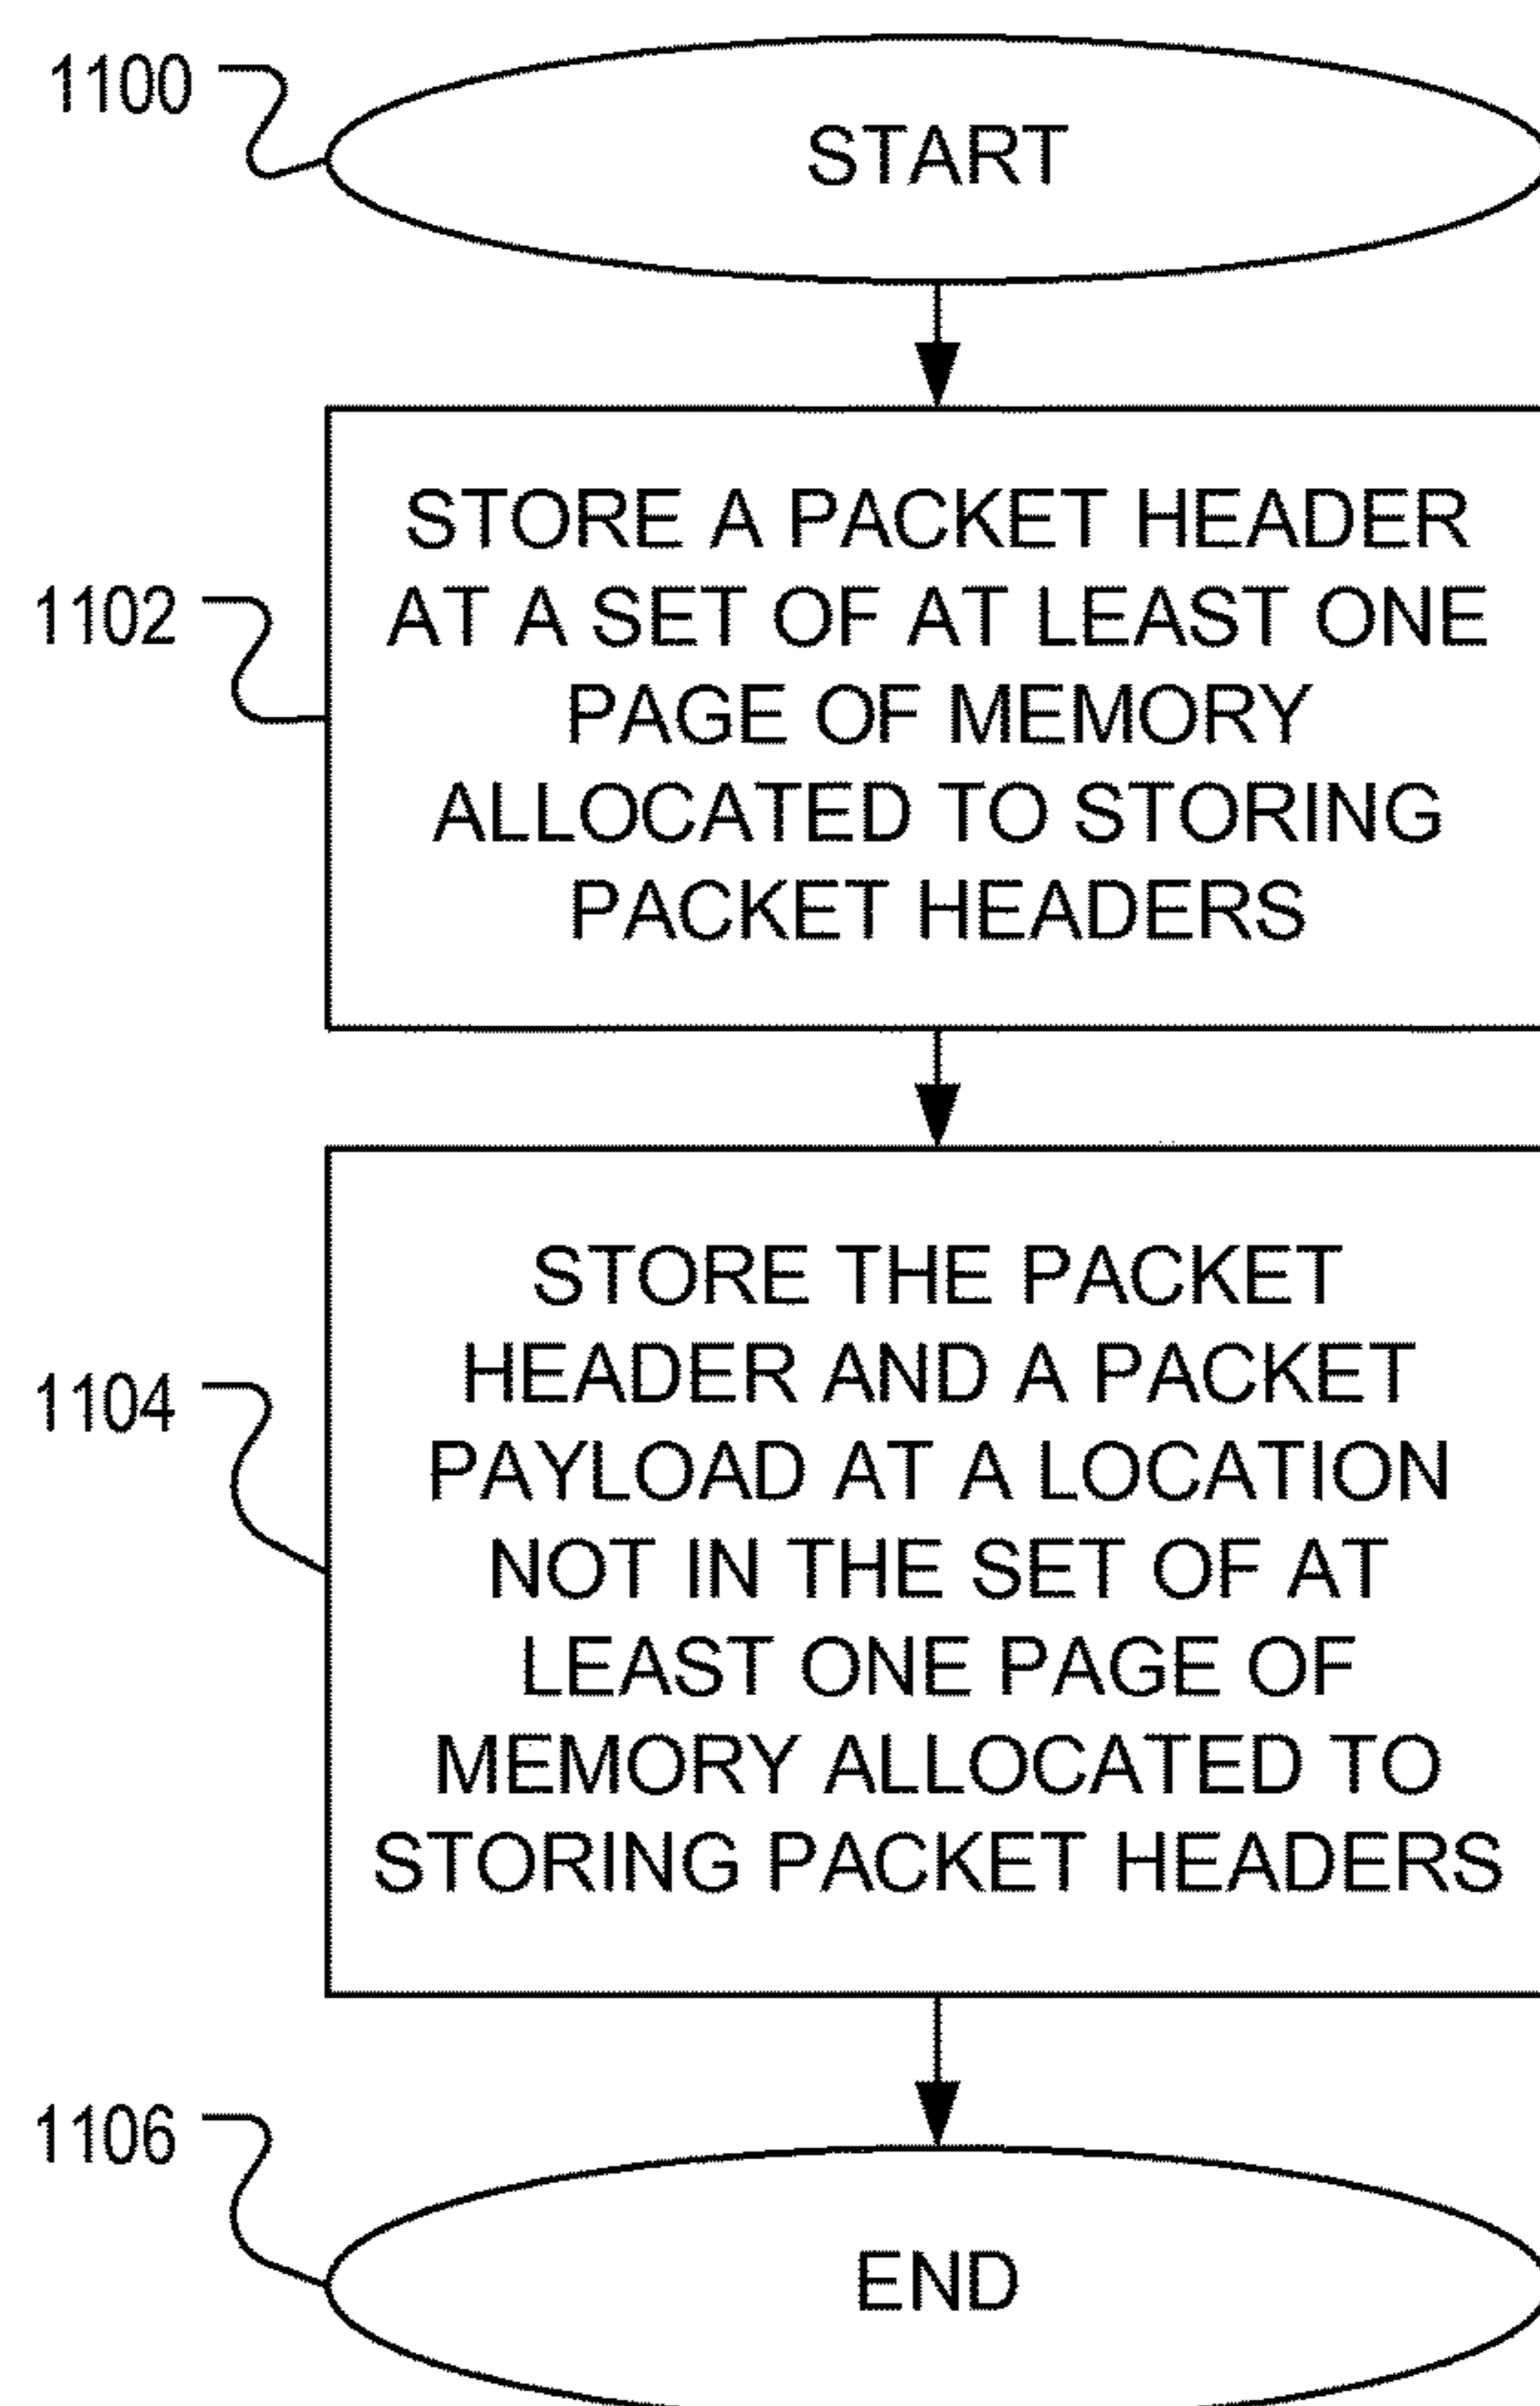 1100
START
1102
STORE A PACKET HEADER
AT A SET OF AT LEAST ONE
PAGE OF MEMORY
ALLOCATED TO STORING
PACKET HEADERS
1104
STORE THE PACKET
HEADER AND A PACKET
PAYLOAD AT A LOCATION
NOT IN THE SET OF AT
LEAST ONE PAGE OF
MEMORY ALLOCATED TO
STORING PACKET HEADERS
1106
END